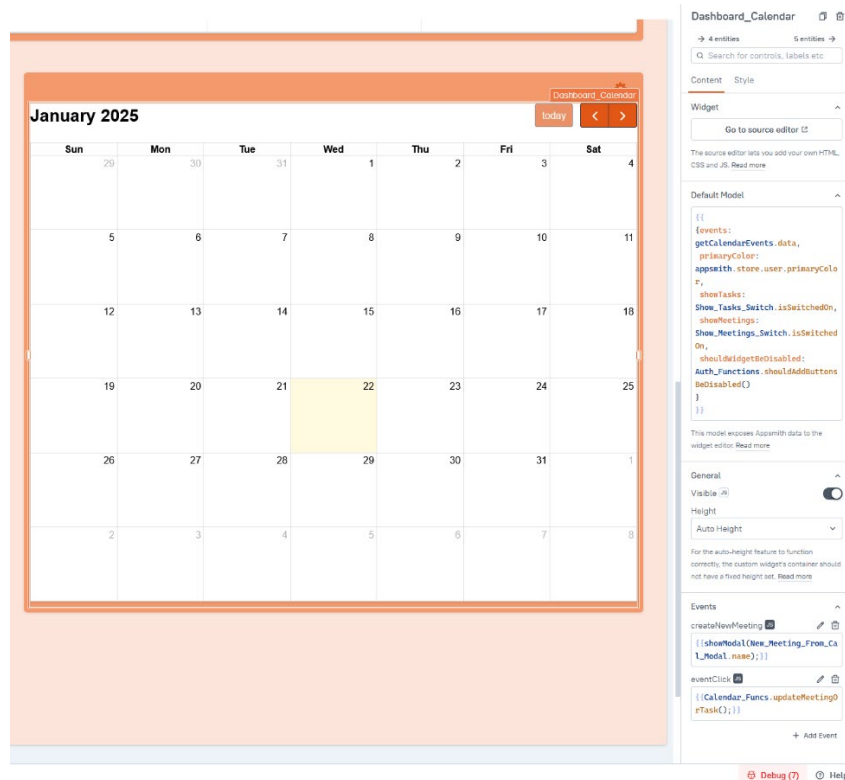 Dashboard_Calendar
January 2025
today
Sun Mon Tue Wed Thu Fri Sat
29 30 31 1 2 3 4
5 6 7 8 9 10 11
12 13 14 15 16 17 18
19 20 21 22 23 24 25
26 27 28 29 30 31 1
2 3 4 5 6 7 8
Dashboard_Calendar
→ 4 entities 5 entities →
Search for controls, labels etc
Content Style
Widget
Go to source editor
The source editor lets you add your own HTML,
CSS and JS. Read more
Default Model
{{
{events:
getCalendarEvents.data,
primaryColor:
appsmith.store.user.primaryColo
r,
showTasks:
Show_Tasks_Switch.isSwitchedOn,
showMeetings:
Show_Meetings_Switch.isSwitched
On,
shouldWidgetBeDisabled:
Auth_Functions.shouldAddButtons
BeDisabled()
}
}}
This model exposes Appsmith data to the
widget editor. Read more
General
Visible JS
Height
Auto Height
For the auto-height feature to function
correctly, the custom widget's container should
not have a fixed height set. Read more
Events
createNewMeeting JS
{{showModal(New_Meeting_From_Ca
l_Modal.name);}}
eventClick JS
{{Calendar_Funcs.updateMeetingO
rTask();}}
+ Add Event
Debug (7) Help